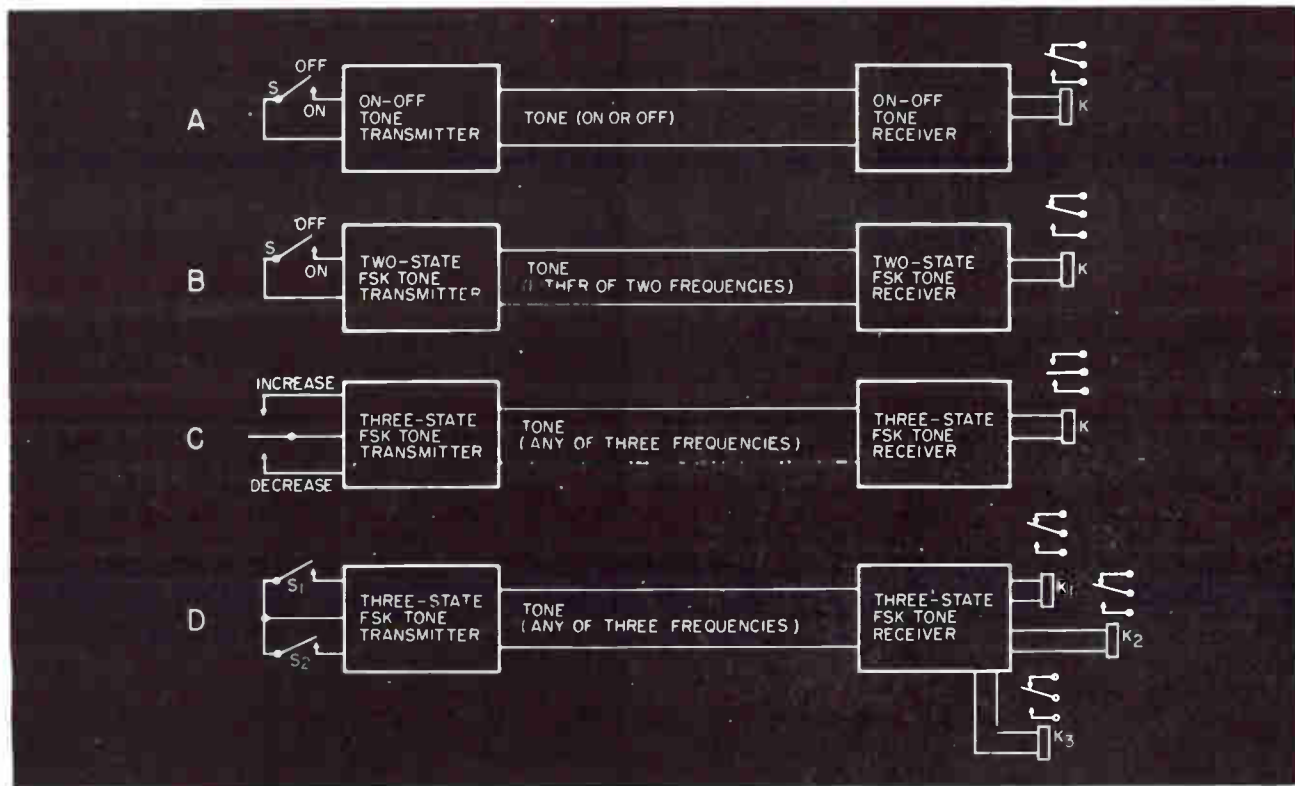 A
OFF
S
ON
ON-OFF
TONE
TRANSMITTER
TONE (ON OR OFF)
ON-OFF
TONE
RECEIVER
K
B
OFF
S
ON
TWO-STATE
FSK TONE
TRANSMITTER
TONE
OF TWO FREQUENCIES)
TWO-STATE
FSK TONE
RECEIVER
K
C
INCREASE
DECREASE
THREE-STATE
FSK TONE
TRANSMITTER
TONE
(ANY OF THREE FREQUENCIES)
THREE-STATE
FSK TONE
RECEIVER
K
D
S1
S2
THREE-STATE
FSK TONE
TRANSMITTER
TONE
(ANY OF THREE FREQUENCIES)
THREE-STATE
FSK TONE
RECEIVER
K1
K2
K3